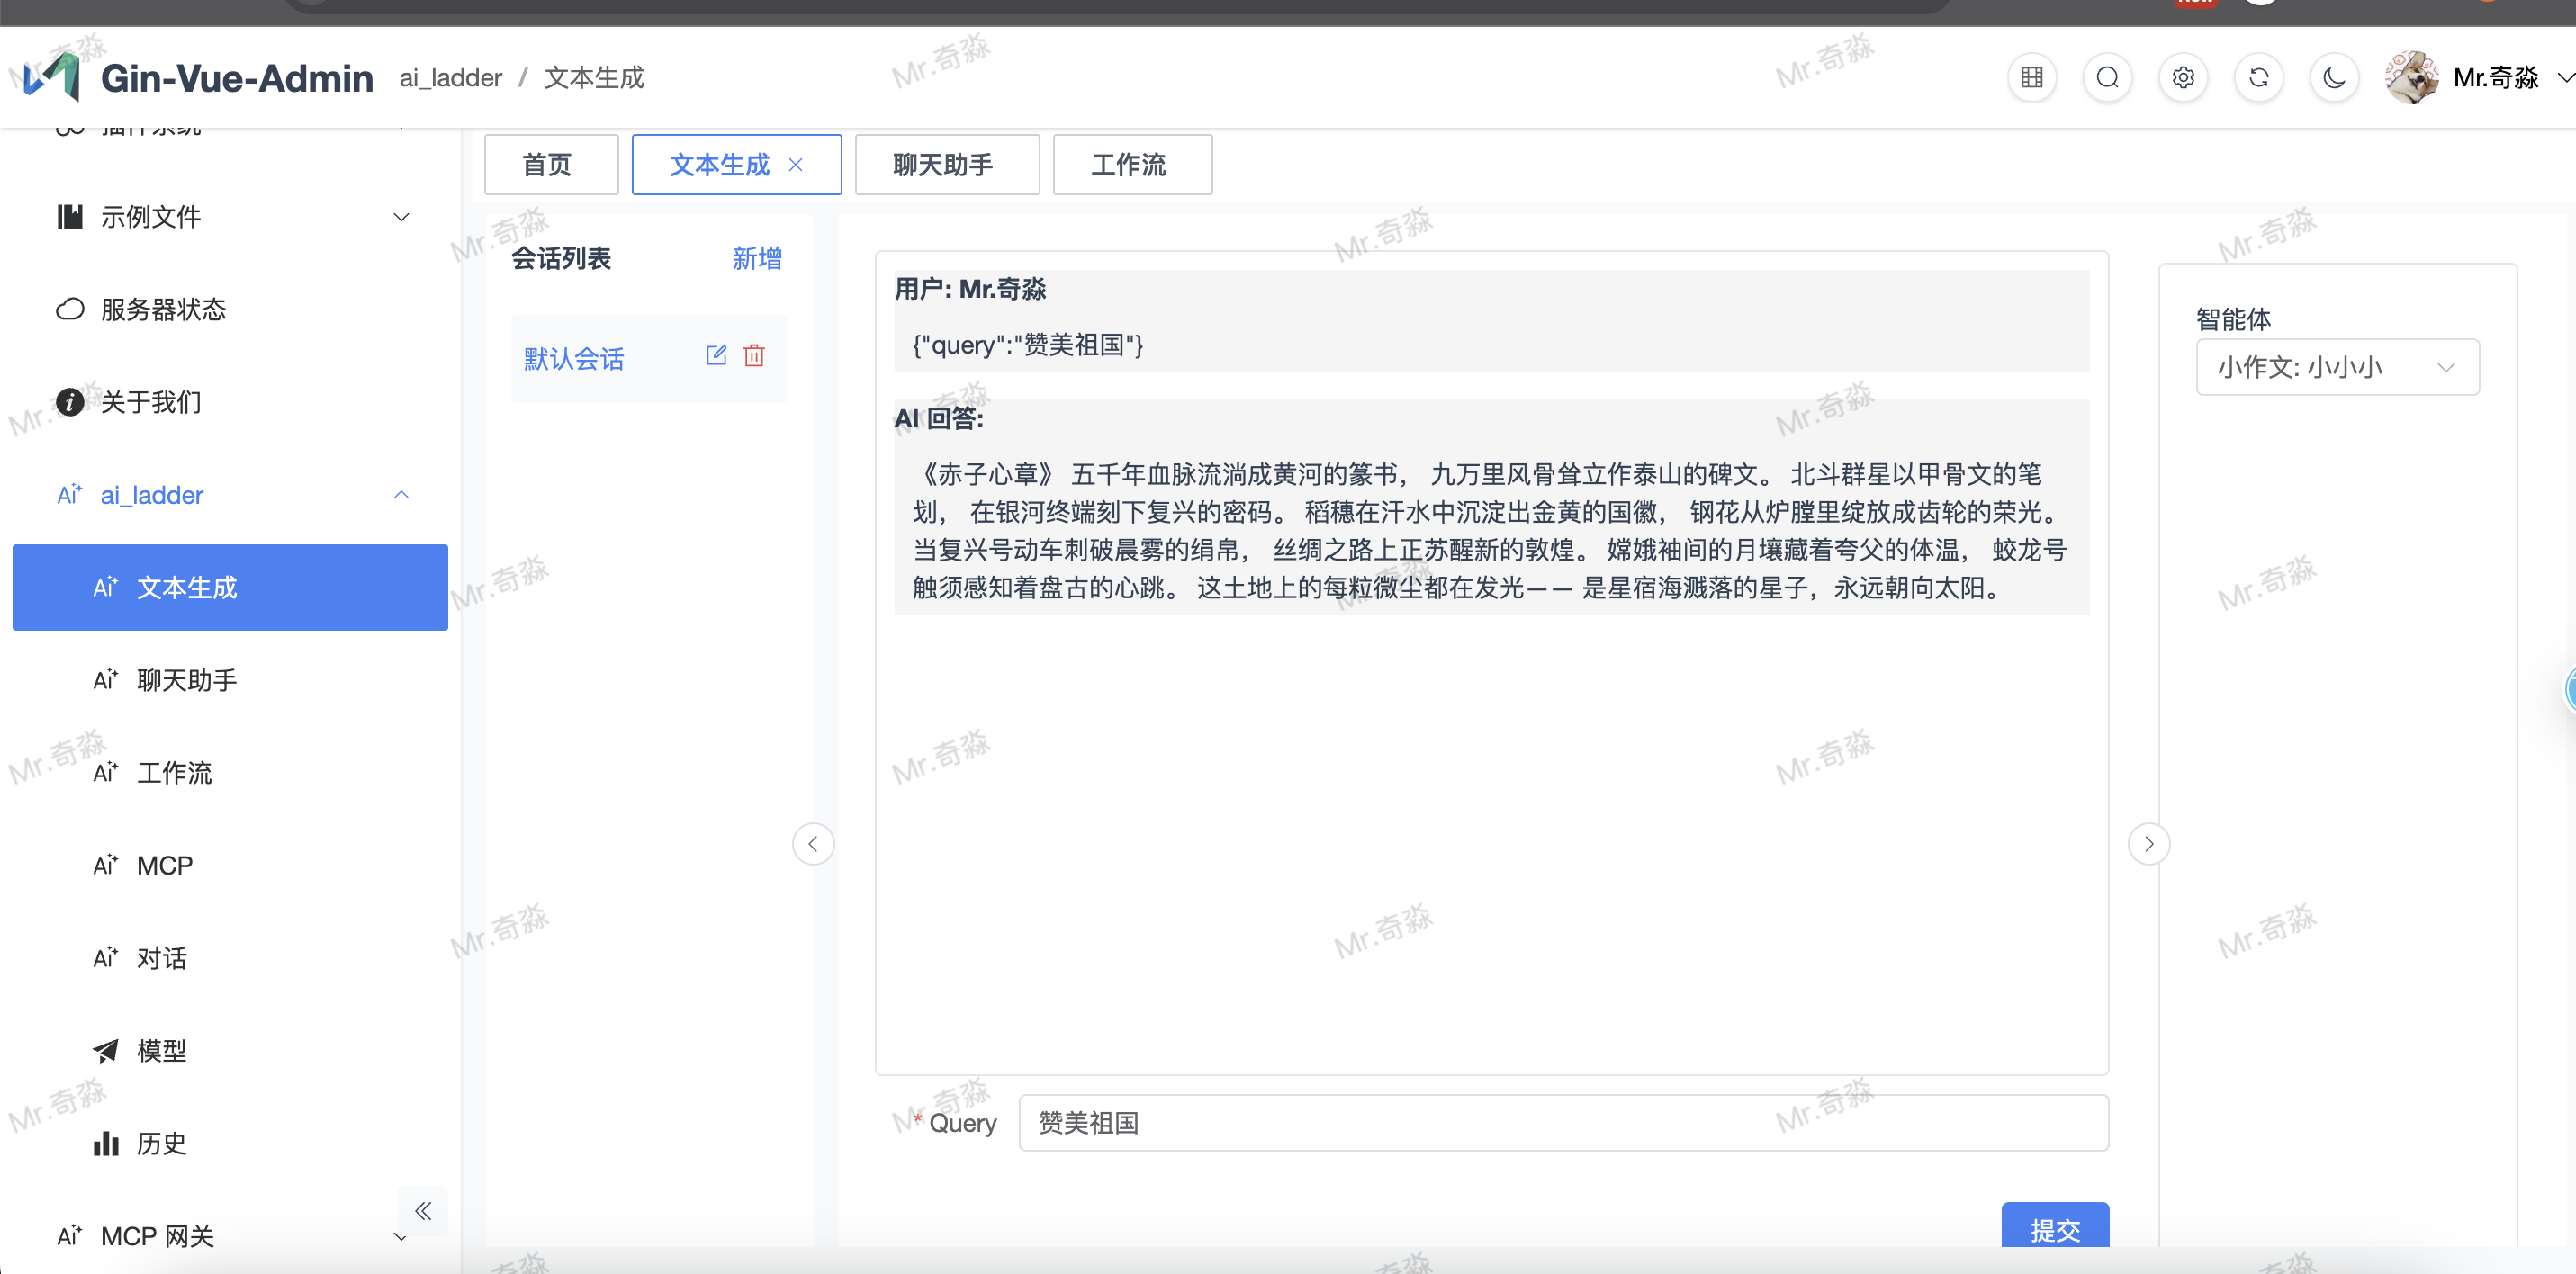 Gin-Vue-Admin
ai_ladder / 文本生成
Mr.奇淼
首页
文本生成
聊天助手
工作流
示例文件
服务器状态
关于我们
ai_ladder
文本生成
聊天助手
工作流
MCP
对话
模型
历史
MCP 网关
会话列表
新增
默认会话
用户: Mr.奇淼
{"query":"赞美祖国"}
AI 回答:
《赤子心章》 五千年血脉流淌成黄河的篆书， 九万里风骨耸立作泰山的碑文。 北斗群星以甲骨文的笔
划， 在银河终端刻下复兴的密码。 稻穗在汗水中沉淀出金黄的国徽， 钢花从炉膛里绽放成齿轮的荣光。
当复兴号动车刺破晨雾的绢帛， 丝绸之路上正苏醒新的敦煌。 嫦娥袖间的月壤藏着夸父的体温， 蛟龙号
触须感知着盘古的心跳。 这土地上的每粒微尘都在发光—— 是星宿海溅落的星子，永远朝向太阳。
* Query
赞美祖国
提交
智能体
小作文: 小小小
Mr.奇淼